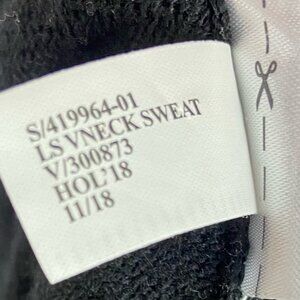 S/419964-01
LS VNECK SWEAT
V/300873
HOL'18
11/18